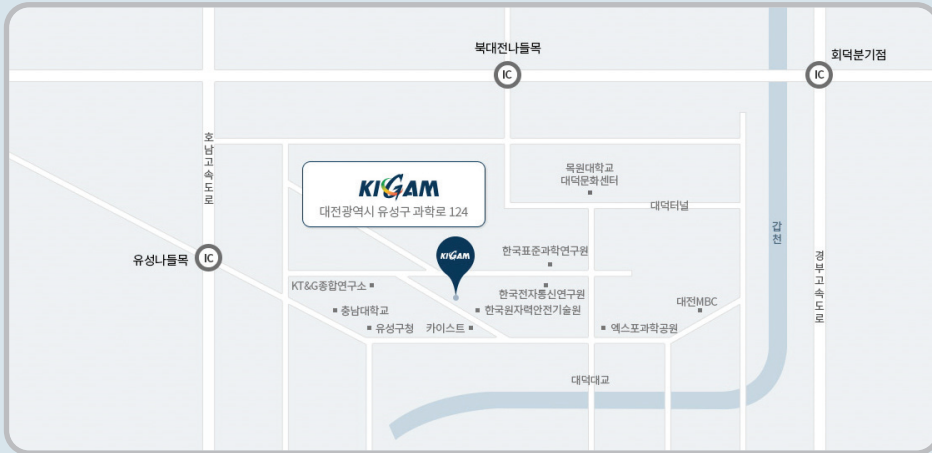 북대전나들목
IC
회덕분기점
IC
호남고속도로
목원대학교
대덕문화센터
KIGAM
대전광역시 유성구 과학로 124
대덕터널
갑천
유성나들목
IC
KIGAM
한국표준과학연구원
경부고속도로
KT&G종합연구소
한국전자통신연구원
충남대학교
한국원자력안전기술원
대전MBC
유성구청
카이스트
엑스포과학공원
대덕대교